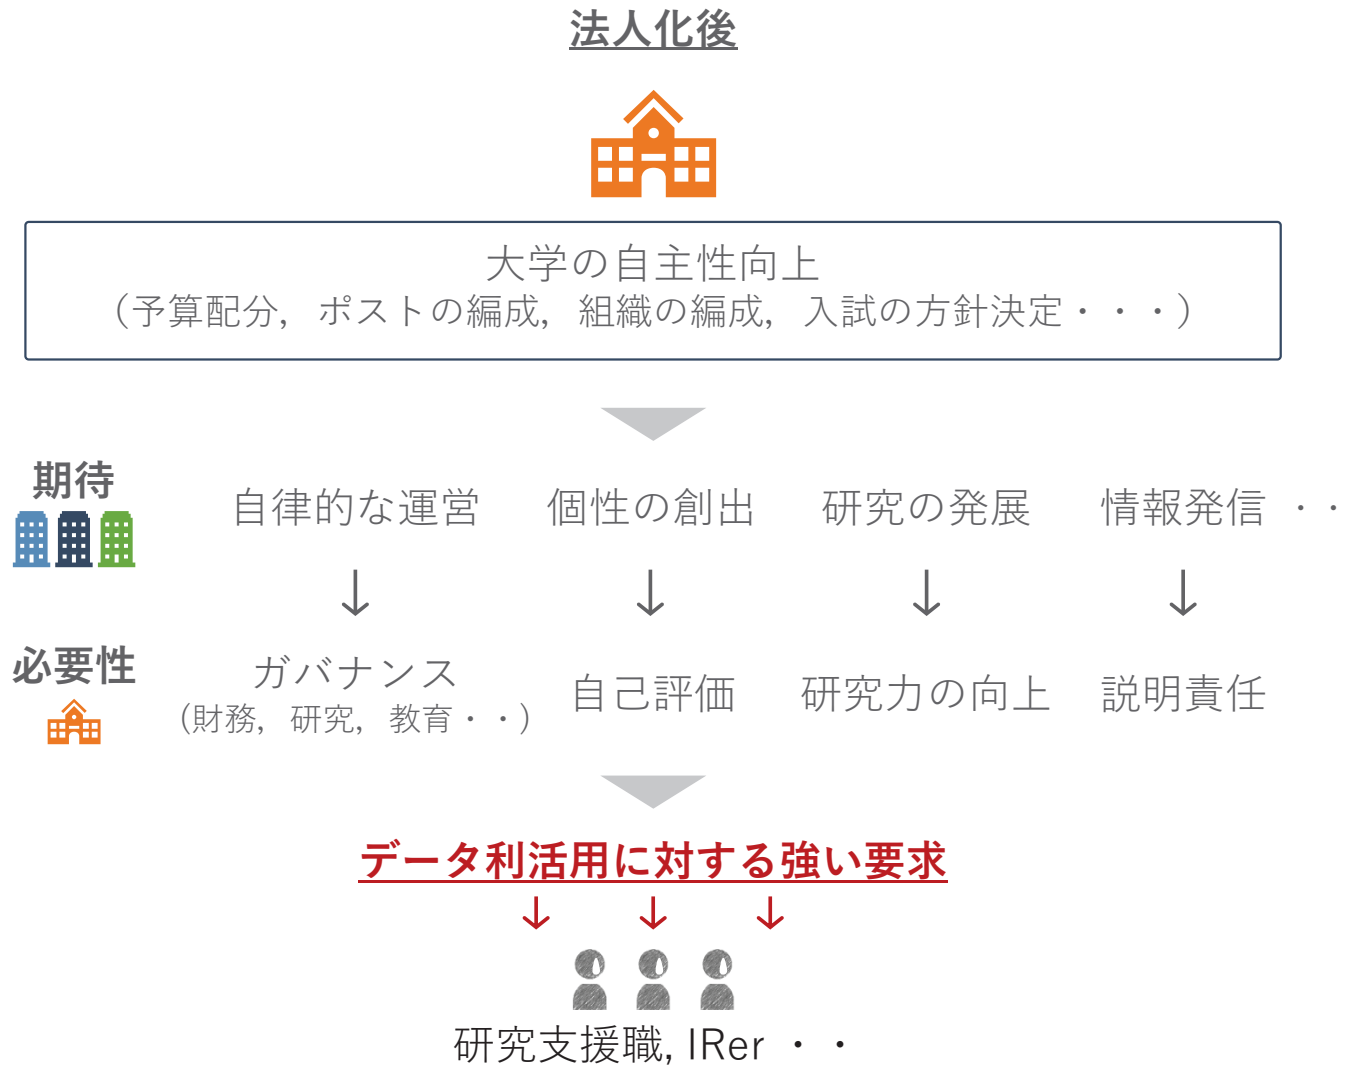 法人化後
大学の自主性向上
（予算配分，ポストの編成，組織の編成，入試の方針決定・・・）
期待
自律的な運営 個性の創出 研究の発展 情報発信 ・・
↓ ↓ ↓ ↓
必要性
ガバナンス 自己評価 研究力の向上 説明責任
（財務，研究，教育・・）
データ利活用に対する強い要求
↓ ↓ ↓
研究支援職, IRer ・・